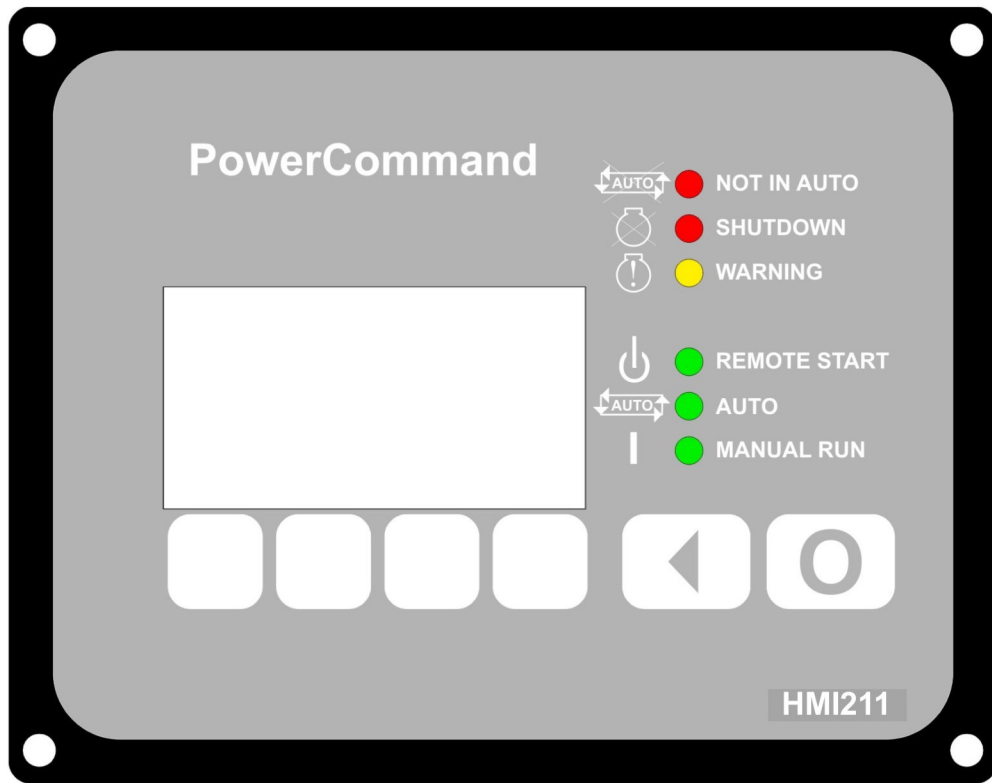 PowerCommand
AUTO NOT IN AUTO
SHUTDOWN
! WARNING
REMOTE START
AUTO AUTO
I MANUAL RUN
O
HMI211